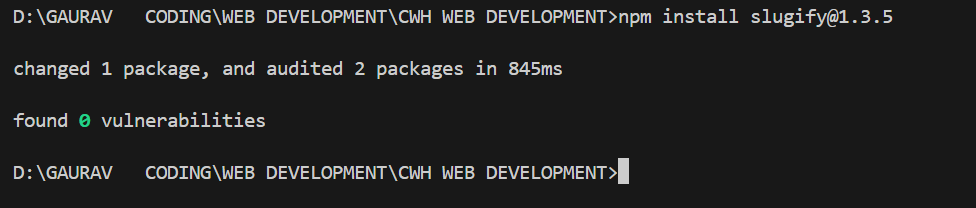 D:\GAURAV   CODING\WEB DEVELOPMENT\CWH WEB DEVELOPMENT>npm install slugify@1.3.5
changed 1 package, and audited 2 packages in 845ms
found 0 vulnerabilities
D:\GAURAV   CODING\WEB DEVELOPMENT\CWH WEB DEVELOPMENT>